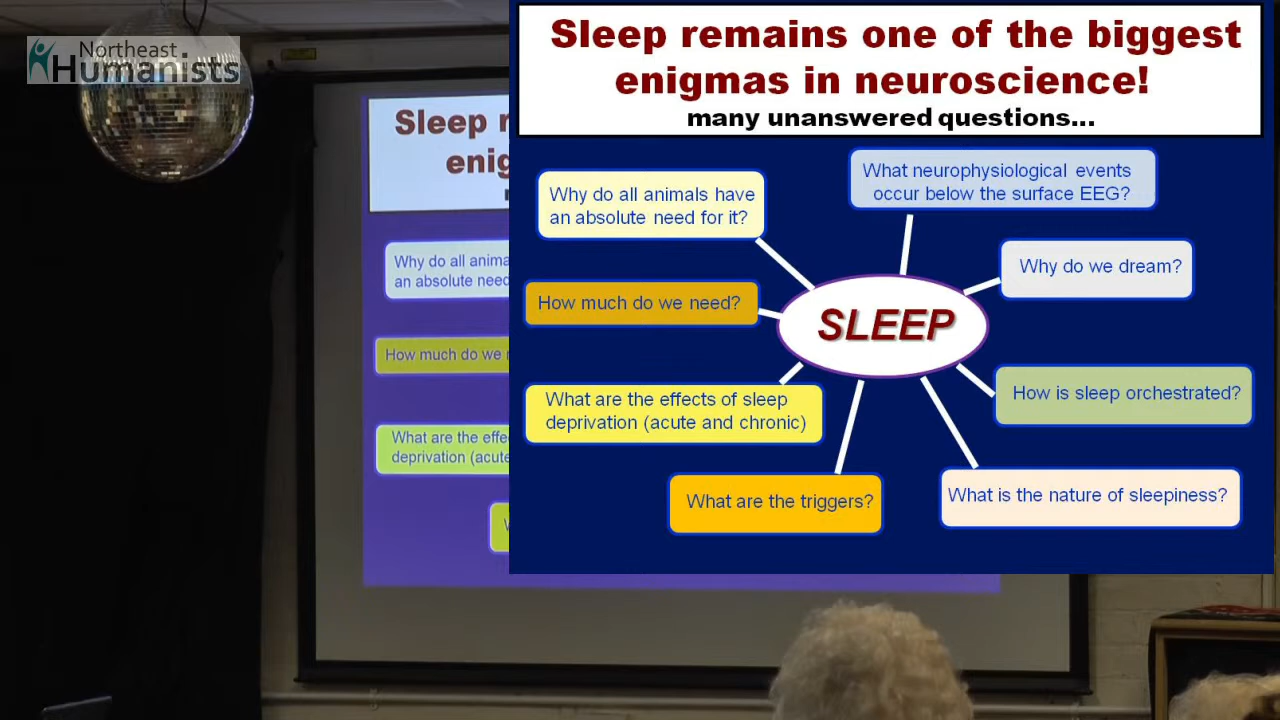 Northeast
Humanists
Sleep remains one of the biggest
enigmas in neuroscience!
many unanswered questions...
What neurophysiological events
occur below the surface EEG?
Why do all animals have
an absolute need for it?
Why do we dream?
How much do we need?
SLEEP
How is sleep orchestrated?
What are the effects of sleep
deprivation (acute and chronic)
What is the nature of sleepiness?
What are the triggers?
Sleep
enig
Why do all anima
an absolute need
How much do we
What are the effe
deprivation (acute